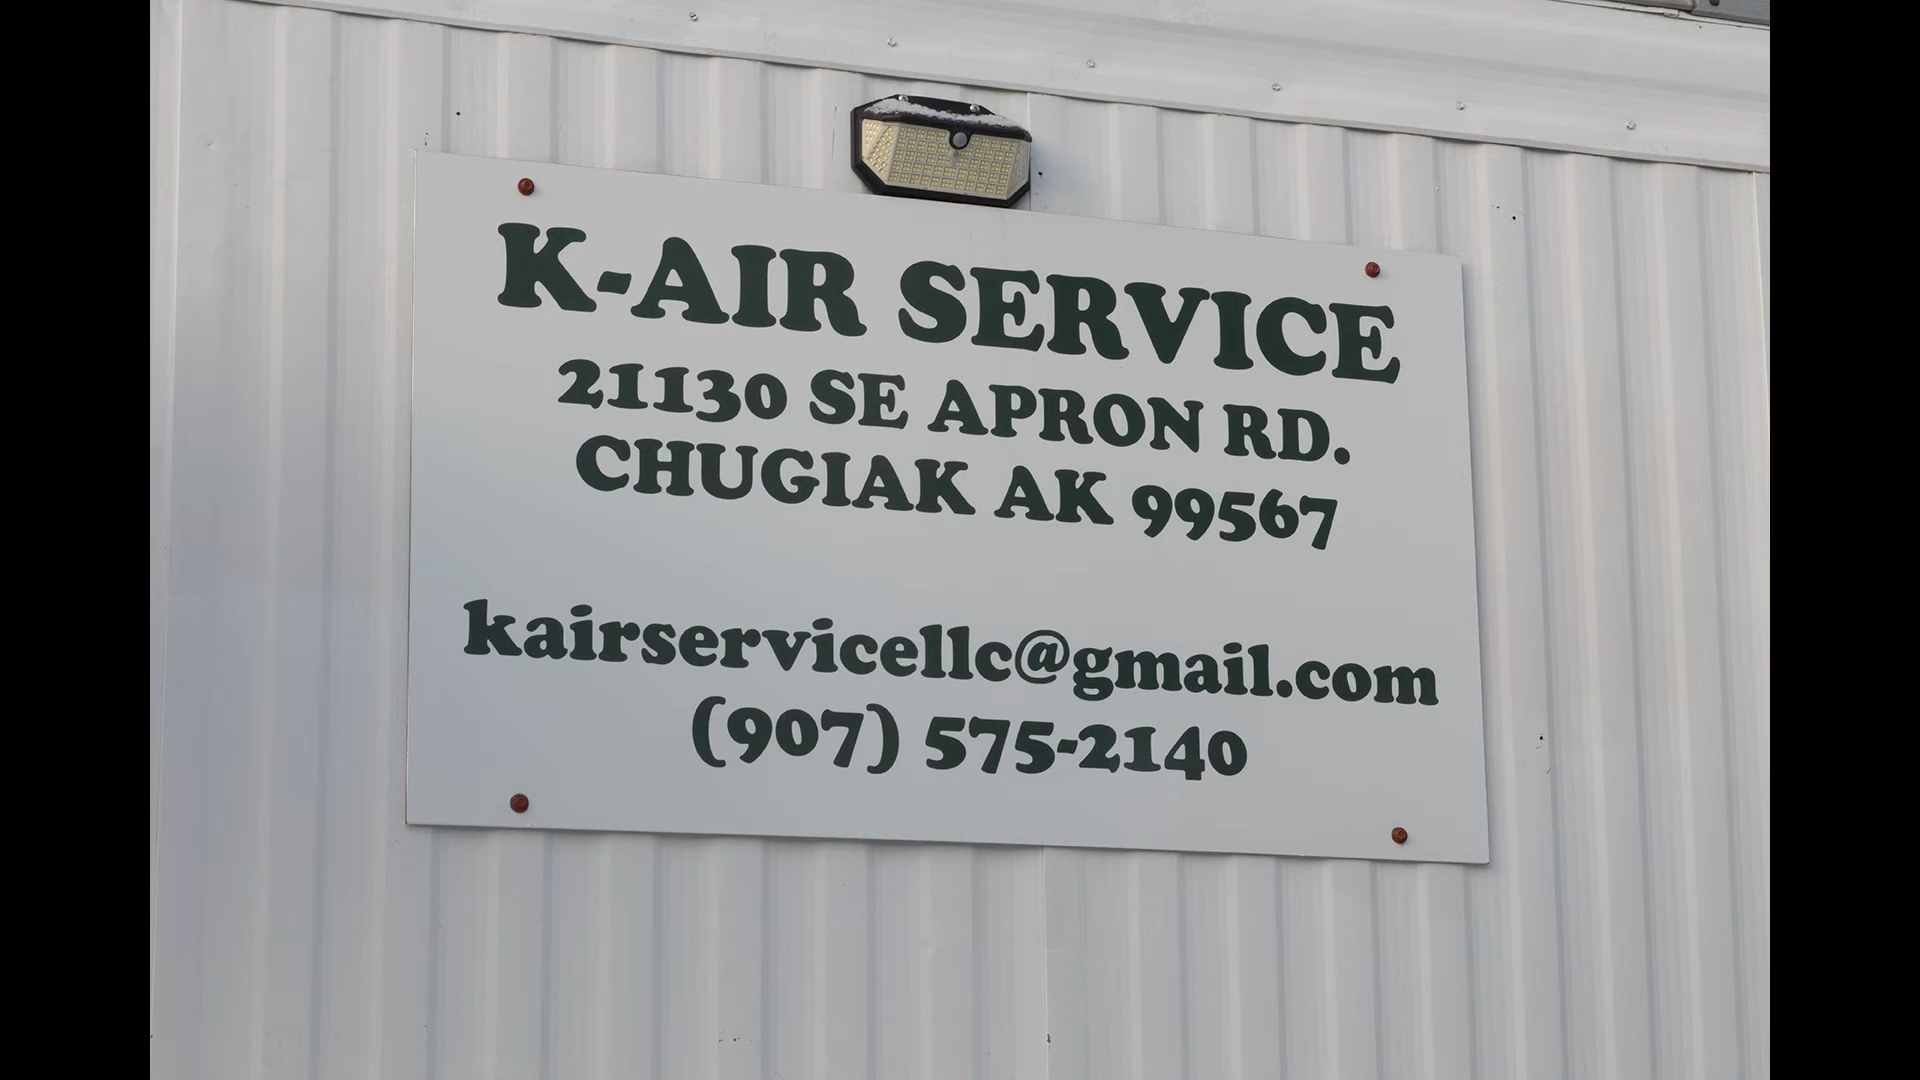 K-AIR SERVICE
21130 SE APRON RD.
CHUGIAK AK 99567
kairservicellc@gmail.com
(907) 575-2140